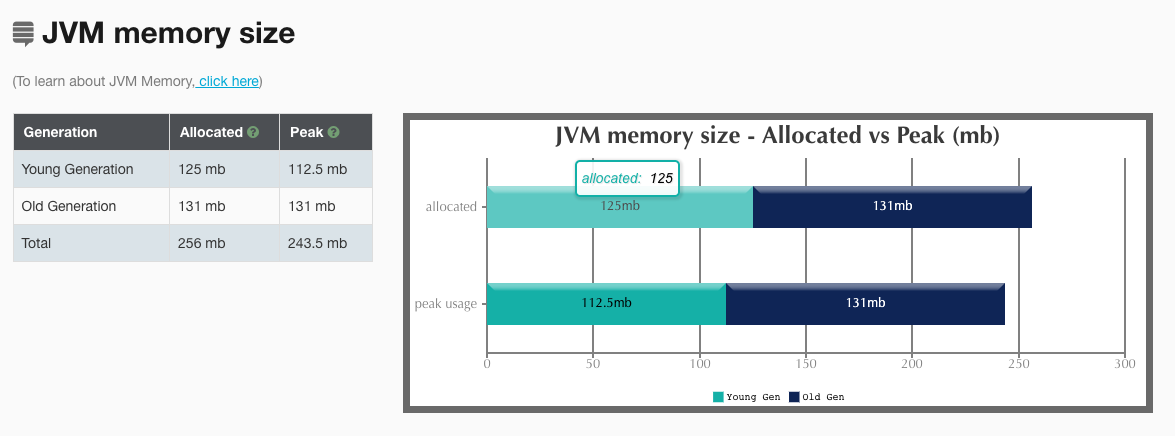 JVM memory size
(To learn about JVM Memory, click here)
Generation Allocated ? Peak ?
Young Generation 125 mb 112.5 mb
Old Generation 131 mb 131 mb
Total 256 mb 243.5 mb
JVM memory size - Allocated vs Peak (mb)
allocated: 125
allocated 125mb 131mb
peak usage 112.5mb 131mb
0 50 100 150 200 250 300
Young Gen Old Gen